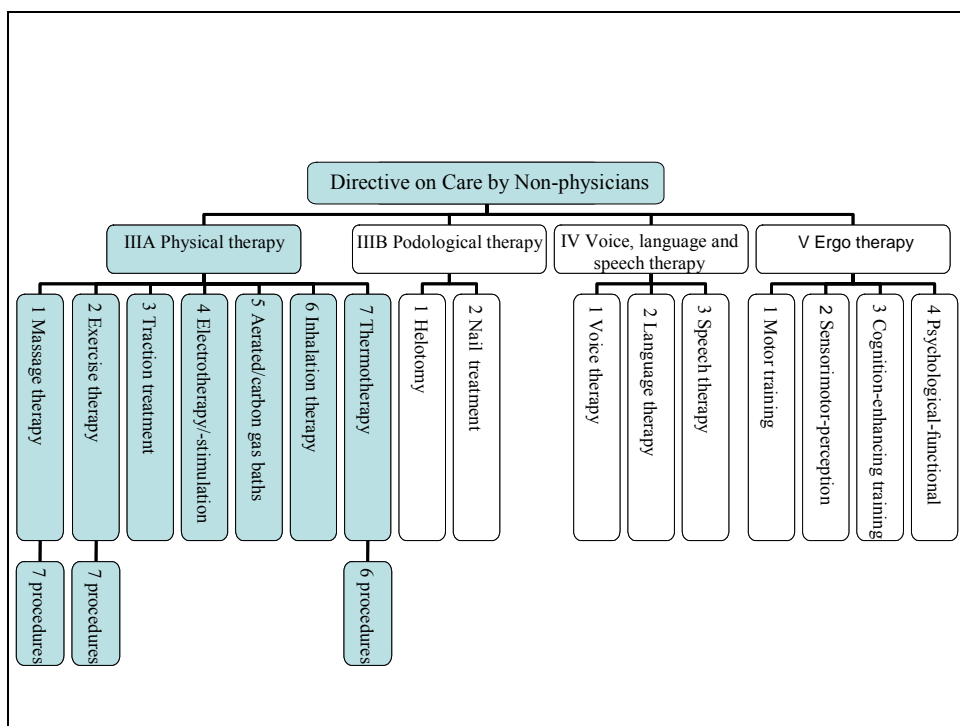 Directive on Care by Non-physicians
IIIA Physical therapy
IIIB Podological therapy
IV Voice, language and
speech therapy
V Ergo therapy
1 Massage therapy
2 Exercise therapy
3 Traction treatment
4 Electrotherapy/-stimulation
5 Aerated/carbon gas baths
6 Inhalation therapy
7 Thermotherapy
1 Helotomy
2 Nail treatment
1 Voice therapy
2 Language therapy
3 Speech therapy
1 Motor training
2 Sensorimotor-perception
3 Cognition-enhancing training
4 Psychological-functional
7 procedures
7 procedures
6 procedures